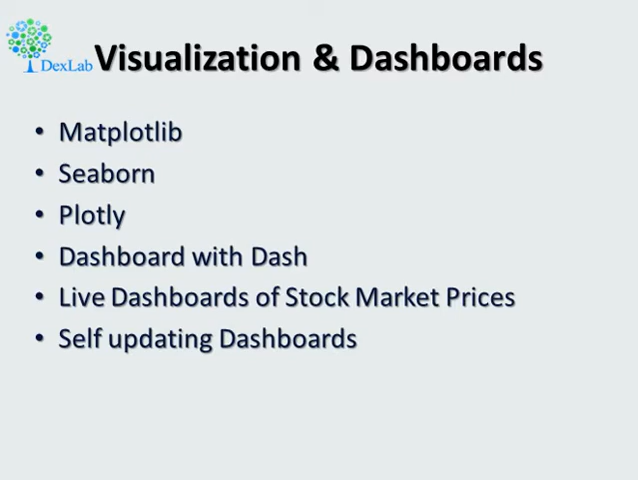 DexLab
Visualization & Dashboards
• Matplotlib
• Seaborn
• Plotly
• Dashboard with Dash
• Live Dashboards of Stock Market Prices
• Self updating Dashboards